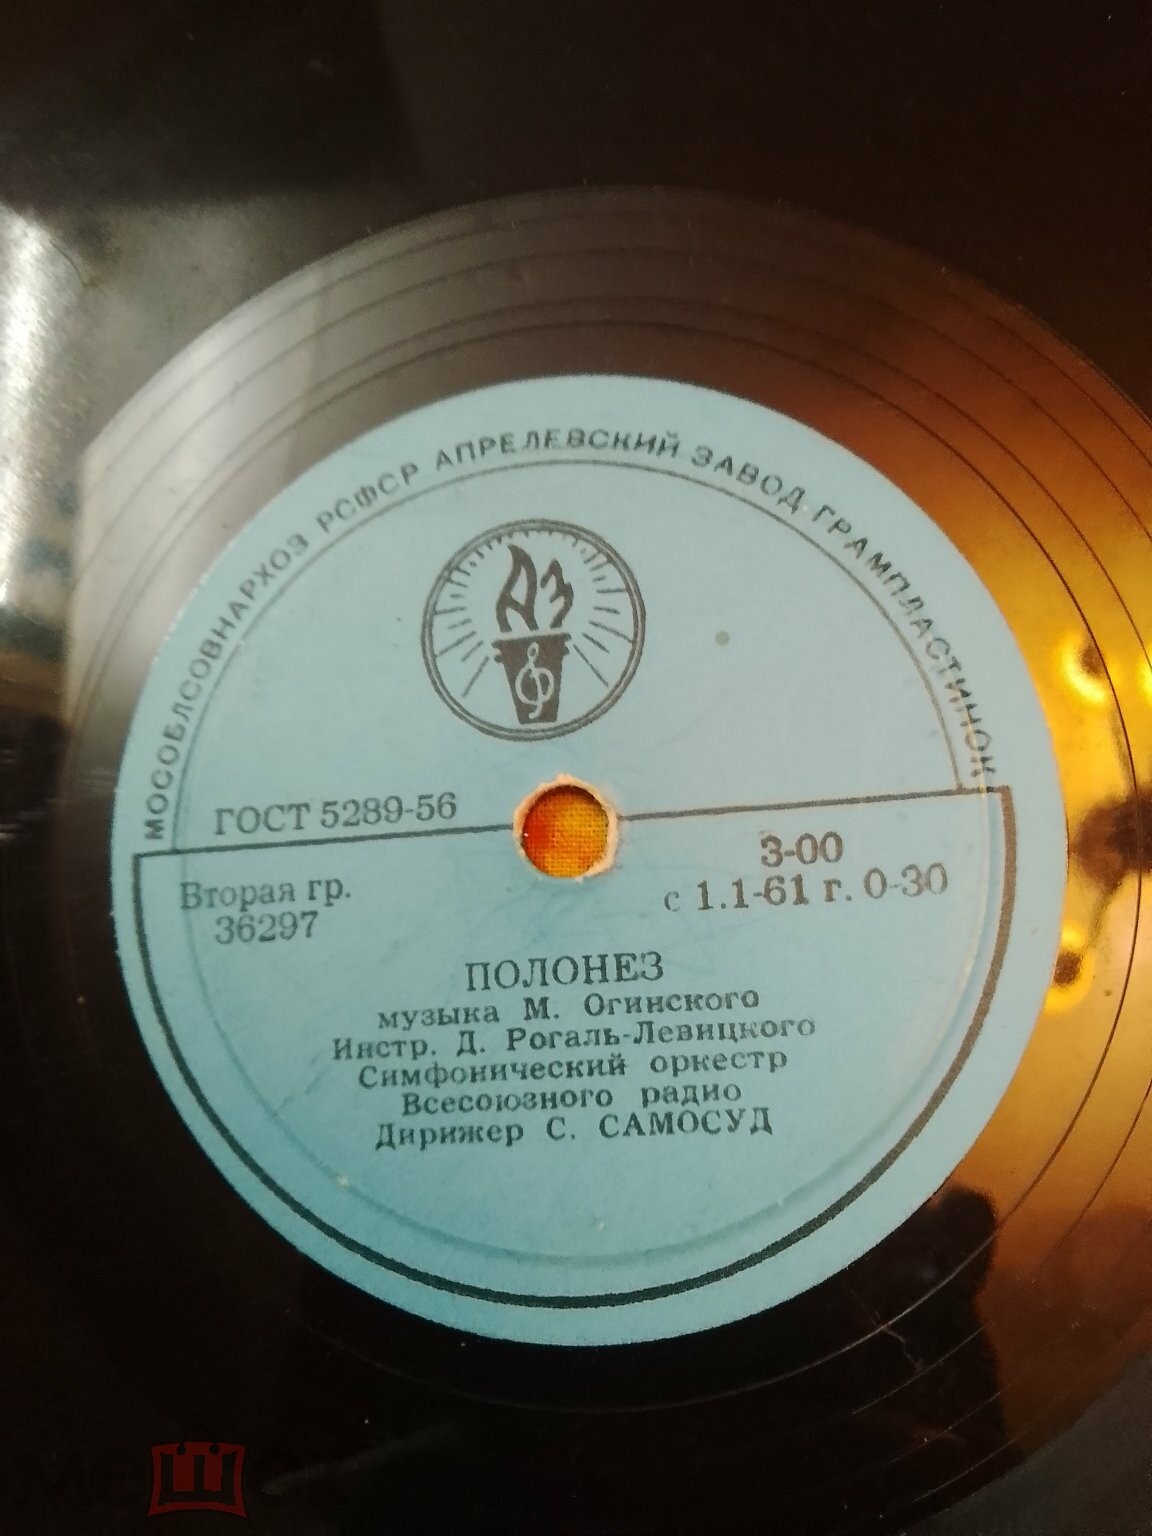 МОСОБЛСОВНАРХОЗ РСФСР АПРЕЛЕВСКИЙ ЗАВОД ГРАМПЛАСТИНОК
АЗ
ГОСТ 5289-56
3-00
Вторая гр.
с 1.1-61 г. 0-30
36297
ПОЛОНЕЗ
музыка М. Огинского
Инстр. Д. Рогаль-Левицкого
Симфонический оркестр
Всесоюзного радио
Дирижер С. САМОСУД